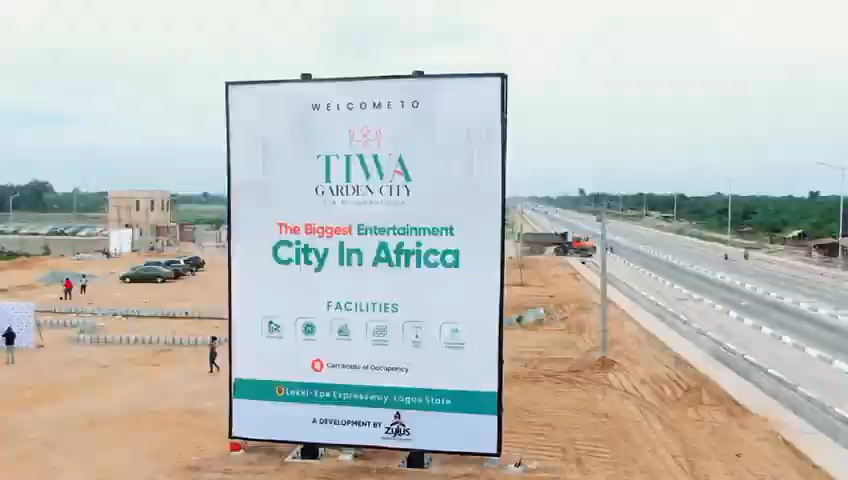 WELCOME TO
TIWA
GARDEN CITY
The Biggest Entertainment
City In Africa
FACILITIES
Certificate of Occupancy
Lekki-Epe Expressway, Lagos State
A DEVELOPMENT BY
Zylus